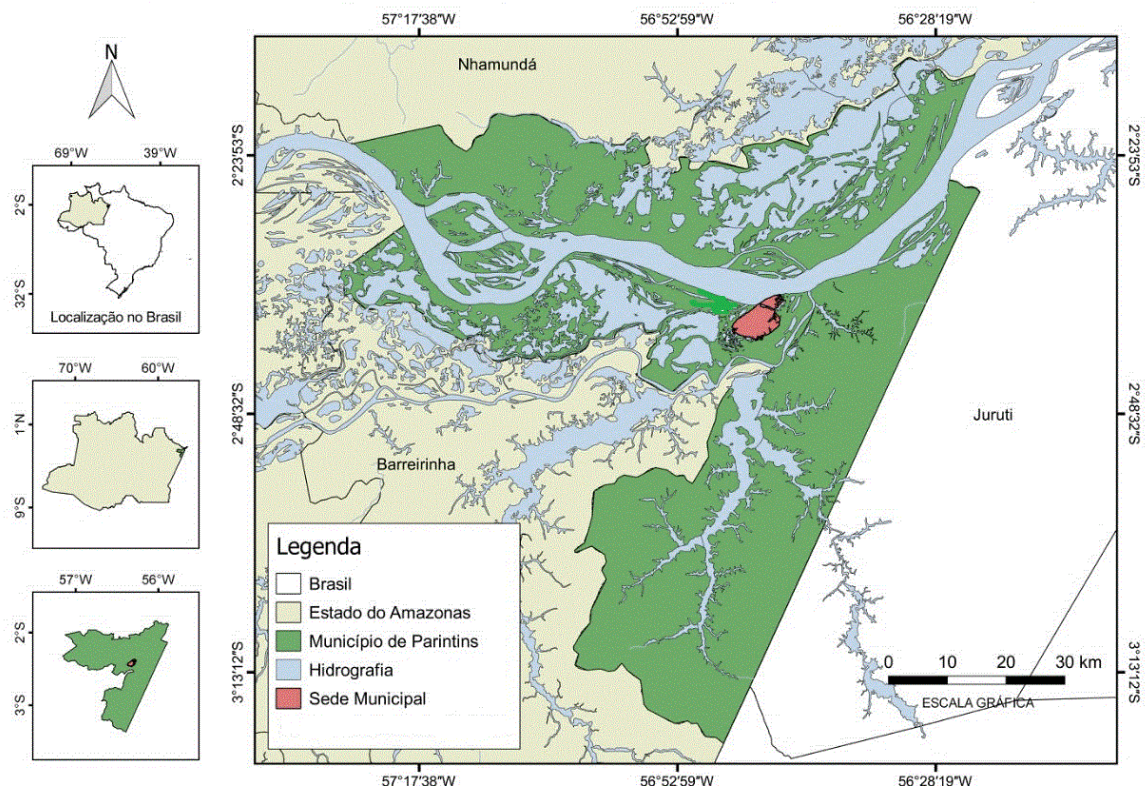 57°17'38"W
56°52'59"W
56°28'19"W
N
Nhamundá
2°23'53"S
2°23'53"S
69°W
39°W
2°S
32°S
Localização no Brasil
70°W
60°W
1°N
9°S
2°48'32"S
2°48'32"S
Juruti
Barreirinha
Legenda
Brasil
Estado do Amazonas
Município de Parintins
Hidrografia
Sede Municipal
57°W
56°W
2°S
3°S
3°13'12"S
3°13'12"S
0 10 20 30 km
ESCALA GRÁFICA
57°17'38"W
56°52'59"W
56°28'19"W